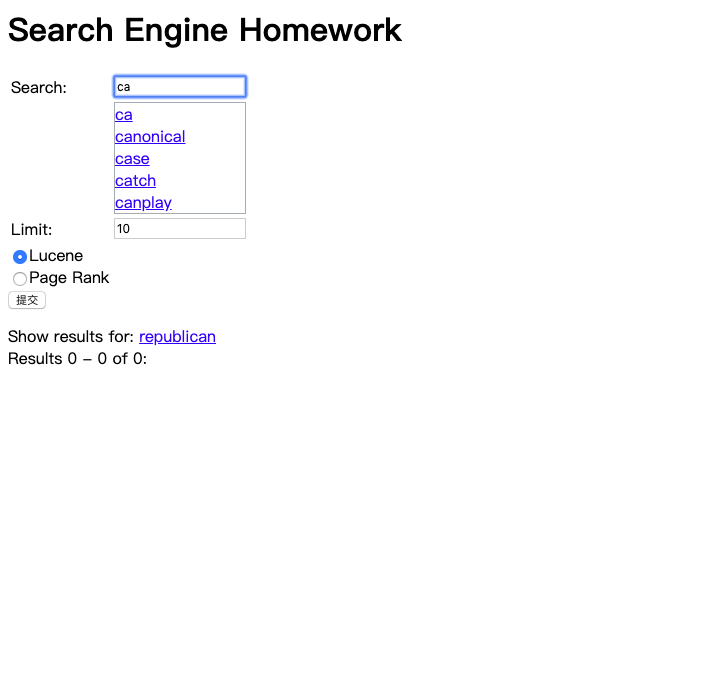 Search Engine Homework
Search: ca
ca
canonical
case
catch
canplay
Limit: 10
Lucene
Page Rank
提交
Show results for: republican
Results 0 - 0 of 0: